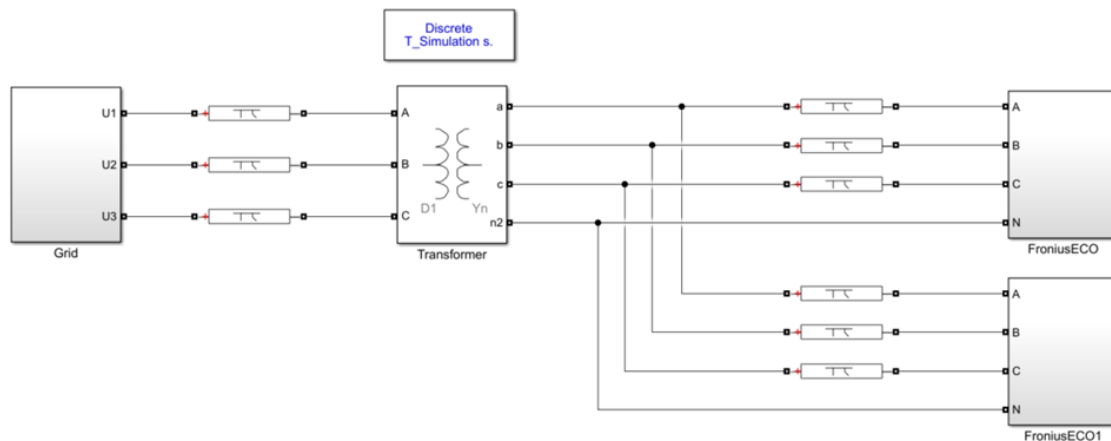 Discrete
T_Simulation s.
U1
U2
U3
Grid
A
B
C
D1
Yn
a
b
c
n2
Transformer
A
B
C
N
FroniusECO
A
B
C
N
FroniusECO1